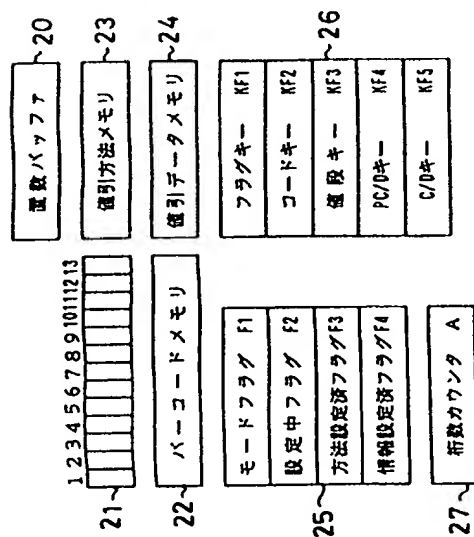 置数バッファ 20
1 2 3 4 5 6 7 8 9 10 11 12 13
21
値引方法メモリ 23
22 バーコードメモリ
値引データメモリ 24
25
モードフラグ F1
設定中フラグ F2
方法設定済フラグ F3
情報設定済フラグ F4
フラグキー KF1
コードキー KF2
値段キー KF3
PC/Dキー KF4
C/Dキー KF5
26
27 桁数カウンタ A